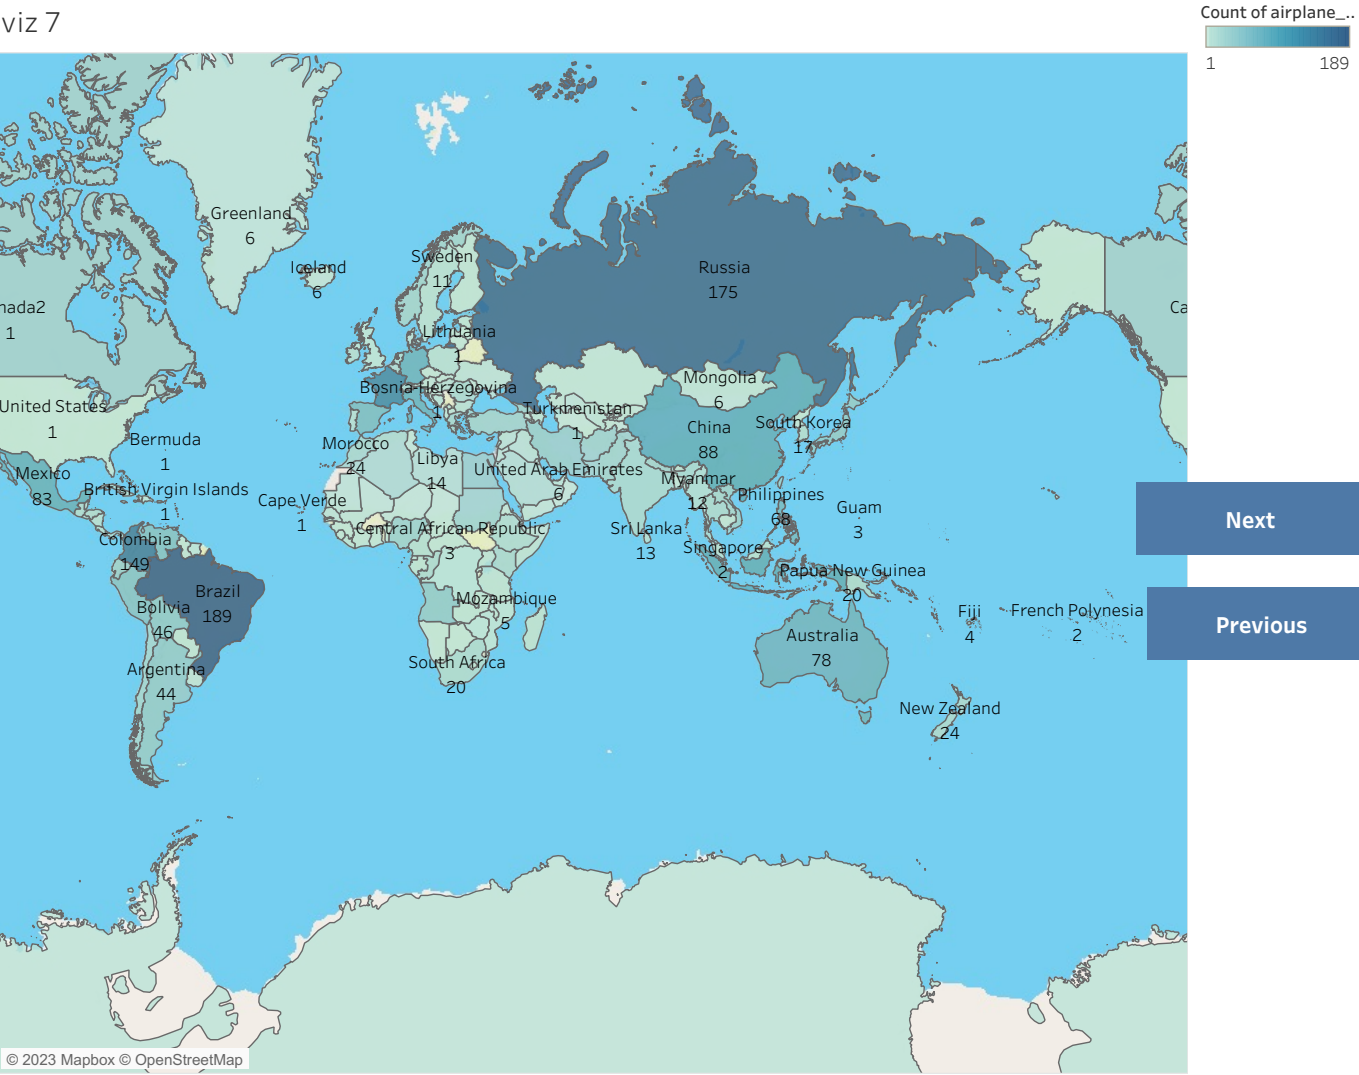 viz 7
Count of airplane_..
1
189
Greenland
6
Iceland
6
Sweden
11
Russia
175
nada2
1
Ca
Lithuania
1
Bosnia-Herzegovina
1
Mongolia
6
United States
1
Turkmenistan
1
China
88
South Korea
17
Bermuda
1
Morocco
24
Libya
14
United Arab Emirates
6
Mexico
83
British Virgin Islands
1
Cape Verde
1
Myanmar
12
Philippines
68
Guam
3
Next
Colombia
149
Central African Republic
3
Sri Lanka
13
Singapore
2
Papua New Guinea
20
Brazil
189
Bolivia
46
Mozambique
5
Fiji
4
French Polynesia
2
Previous
Australia
78
Argentina
44
South Africa
20
New Zealand
24
© 2023 Mapbox © OpenStreetMap